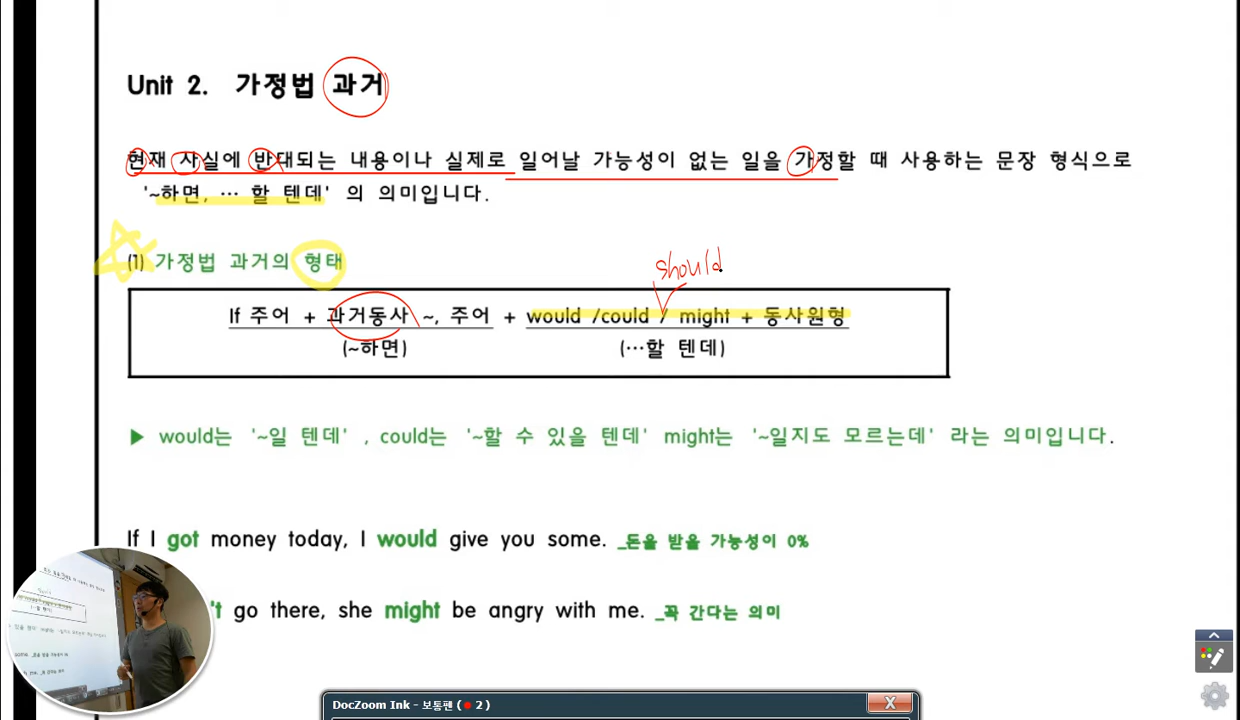 Unit 2. 가정법 과거
현재 사실에 반대되는 내용이나 실제로 일어날 가능성이 없는 일을 가정할 때 사용하는 문장 형식으로
'~하면, … 할 텐데' 의 의미입니다.
(1) 가정법 과거의 형태
should
If 주어 + 과거동사 ~, 주어 + would /could / might + 동사원형
(~하면) (…할 텐데)
▶ would는 '~일 텐데' , could는 '~할 수 있을 텐데' might는 '~일지도 모르는데' 라는 의미입니다.
If I got money today, I would give you some. _돈을 받을 가능성이 0%
't go there, she might be angry with me. _꼭 간다는 의미
DocZoom Ink - 보통펜 ( 2 )